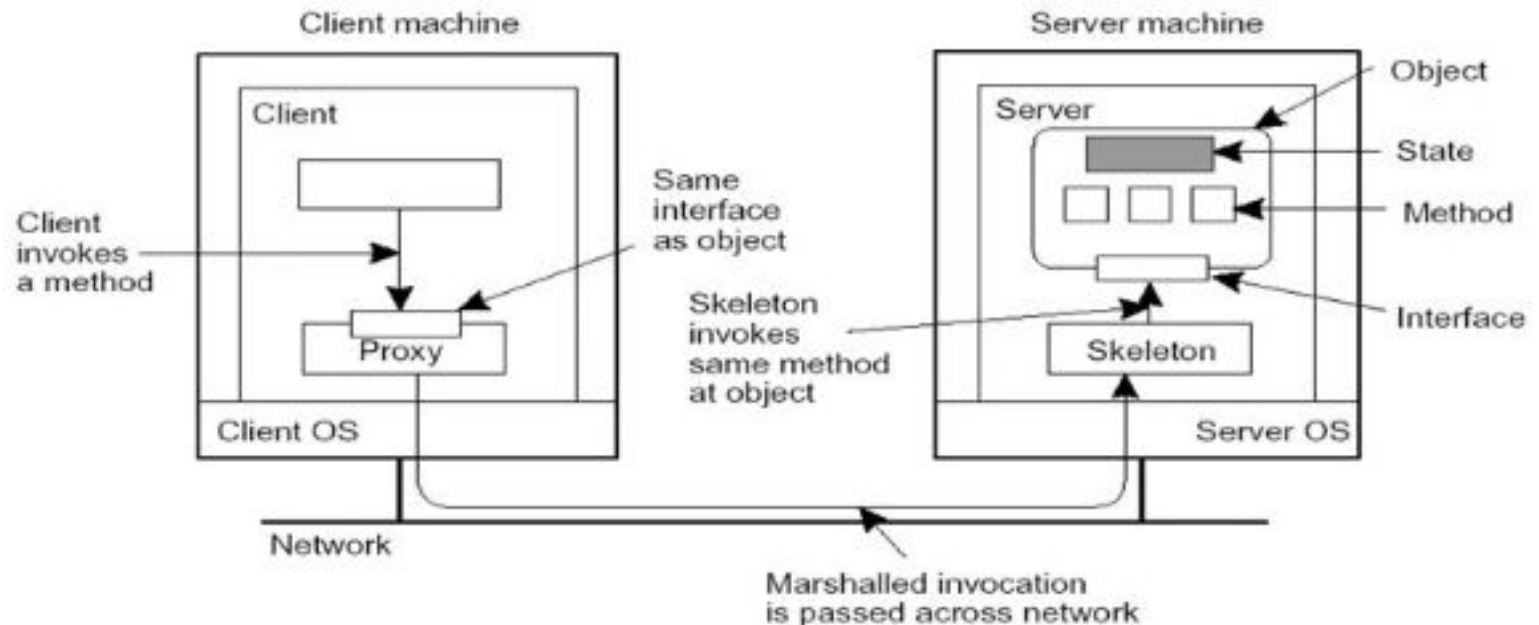 Client machine
Server machine
Object
Client
Server
State
Same
interface
as object
Method
Client
invokes
a method
Skeleton
invokes
same method
at object
Interface
Proxy
Skeleton
Client OS
Server OS
Network
Marshalled invocation
is passed across network